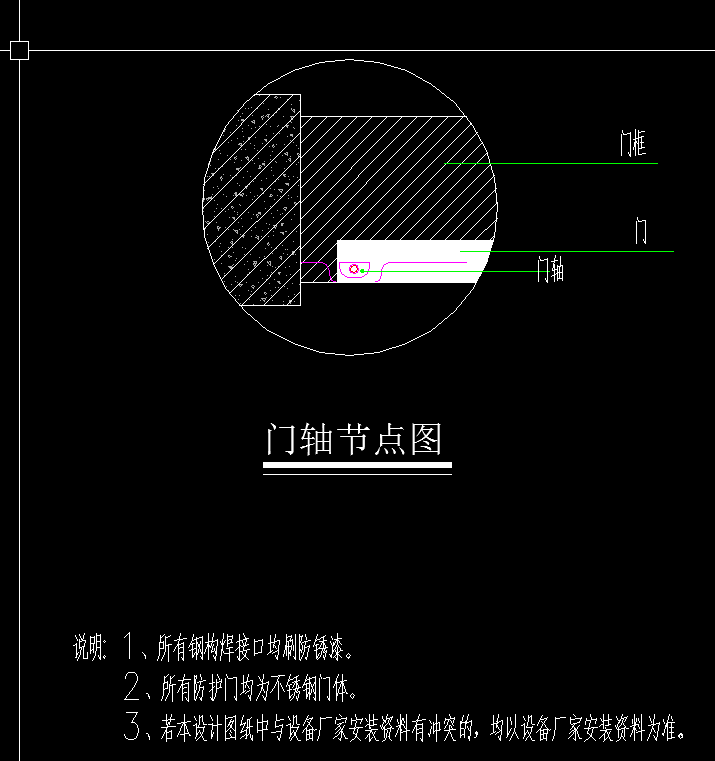 门框
门
门轴
门轴节点图
说明: 1、所有钢构焊接口均刷防锈漆。
2、所有防护门均为不锈钢门体。
3、若本设计图纸中与设备厂家安装资料有冲突的, 均以设备厂家安装资料为准。